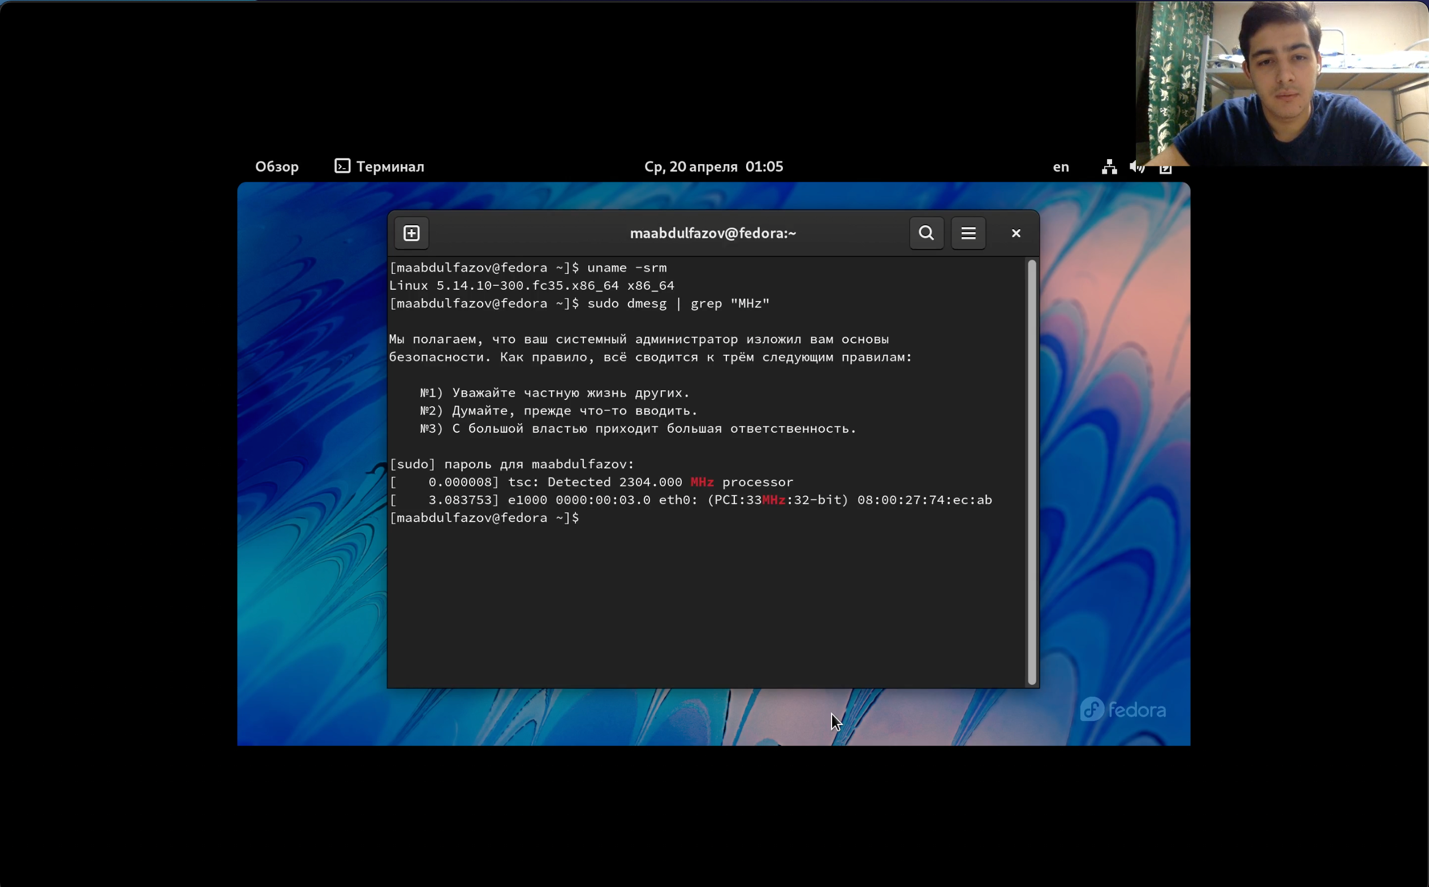 Обзор
Терминал
Ср, 20 апреля 01:05
en
maabdulfazov@fedora:~
[maabdulfazov@fedora ~]$ uname -srm
Linux 5.14.10-300.fc35.x86_64 x86_64
[maabdulfazov@fedora ~]$ sudo dmesg | grep "MHz"
Мы полагаем, что ваш системный администратор изложил вам основы
безопасности. Как правило, всё сводится к трём следующим правилам:
№1) Уважайте частную жизнь других.
№2) Думайте, прежде что-то вводить.
№3) С большой властью приходит большая ответственность.
[sudo] пароль для maabdulfazov:
[    0.000008] tsc: Detected 2304.000 MHz processor
[    3.083753] e1000 0000:00:03.0 eth0: (PCI:33MHz:32-bit) 08:00:27:74:ec:ab
[maabdulfazov@fedora ~]$
fedora